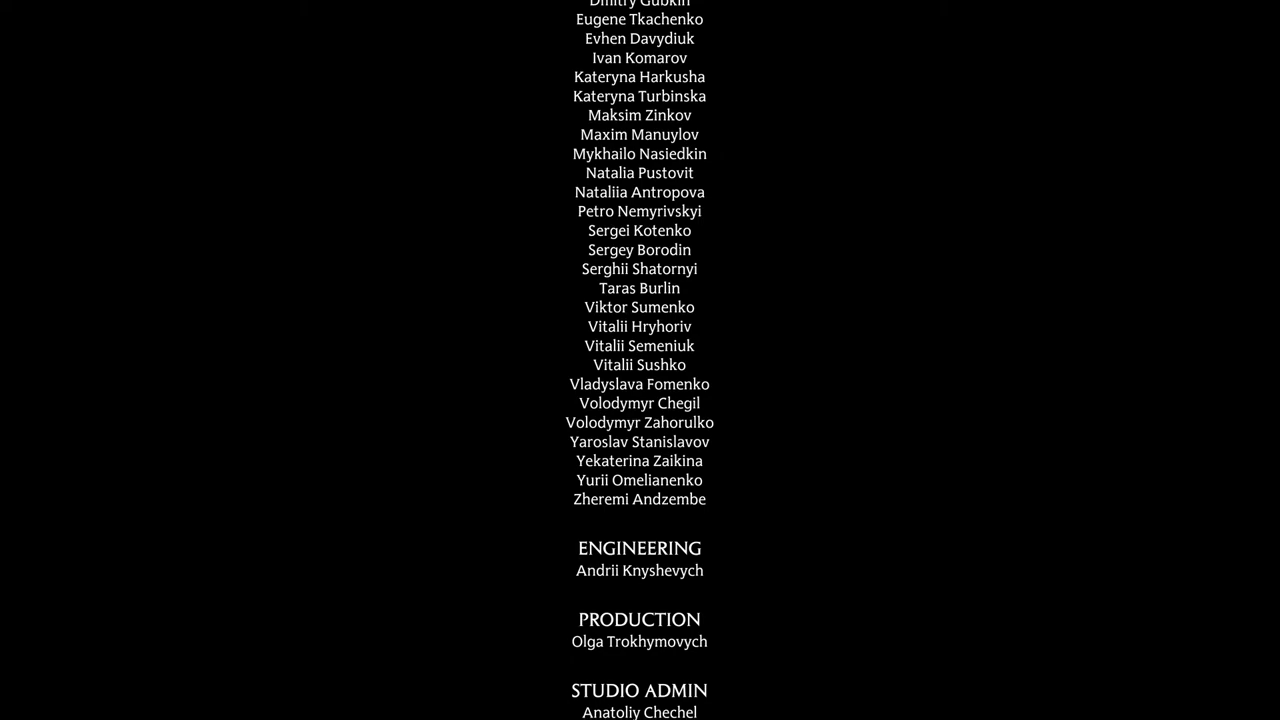 Dmitry Gubkin
Eugene Tkachenko
Evhen Davydiuk
Ivan Komarov
Kateryna Harkusha
Kateryna Turbinska
Maksim Zinkov
Maxim Manuylov
Mykhailo Nasiedkin
Natalia Pustovit
Nataliia Antropova
Petro Nemyrivskyi
Sergei Kotenko
Sergey Borodin
Serghii Shatornyi
Taras Burlin
Viktor Sumenko
Vitalii Hryhoriv
Vitalii Semeniuk
Vitalii Sushko
Vladyslava Fomenko
Volodymyr Chegil
Volodymyr Zahorulko
Yaroslav Stanislavov
Yekaterina Zaikina
Yurii Omelianenko
Zheremi Andzembe
ENGINEERING
Andrii Knyshevych
PRODUCTION
Olga Trokhymovych
STUDIO ADMIN
Anatoliy Chechel